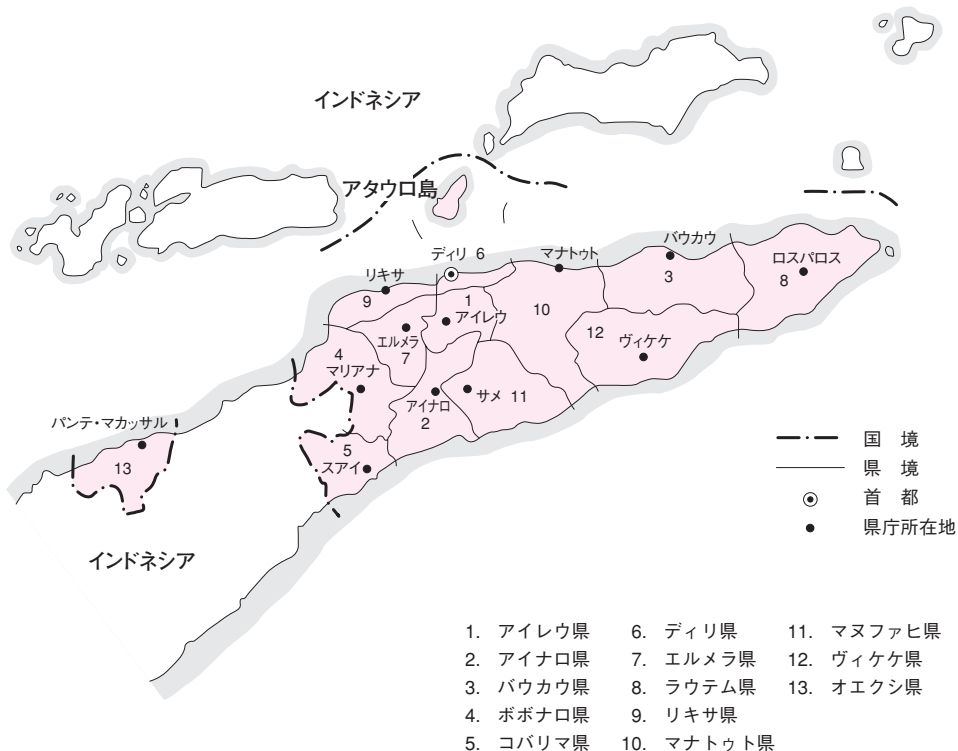 インドネシア
アタウロ島
バウカウ
ディリ 6
マナトゥト
ロスパロス
リキサ
3
8
9
1
10
アイレウ
エルメラ
7
12
ヴィケケ
4
マリアナ
アイナロ
2
サメ 11
パンテ・マカッサル
13
5
スアイ
インドネシア
国 境
県 境
首 都
県庁所在地
1. アイレウ県
2. アイナロ県
3. バウカウ県
4. ボボナロ県
5. コバリマ県
6. ディリ県
7. エルメラ県
8. ラウテム県
9. リキサ県
10. マナトゥト県
11. マヌファヒ県
12. ヴィケケ県
13. オエクシ県